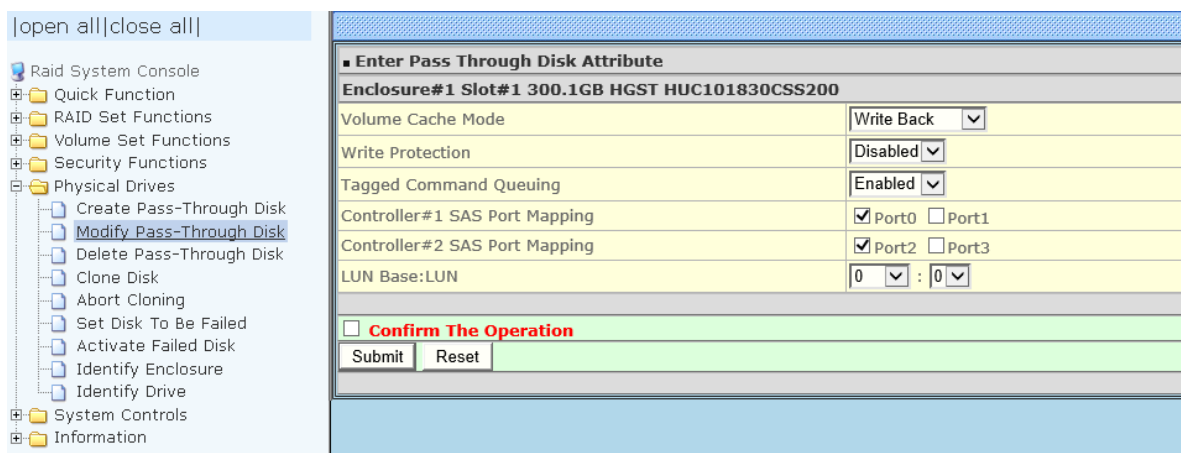 |open all|close all|
Raid System Console
Quick Function
RAID Set Functions
Volume Set Functions
Security Functions
Physical Drives
Create Pass-Through Disk
Modify Pass-Through Disk
Delete Pass-Through Disk
Clone Disk
Abort Cloning
Set Disk To Be Failed
Activate Failed Disk
Identify Enclosure
Identify Drive
System Controls
Information
Enter Pass Through Disk Attribute
Enclosure#1 Slot#1 300.1GB HGST HUC101830CSS200
Volume Cache Mode Write Back
Write Protection Disabled
Tagged Command Queuing Enabled
Controller#1 SAS Port Mapping Port0 Port1
Controller#2 SAS Port Mapping Port2 Port3
LUN Base:LUN 0 : 0
Confirm The Operation
Submit Reset